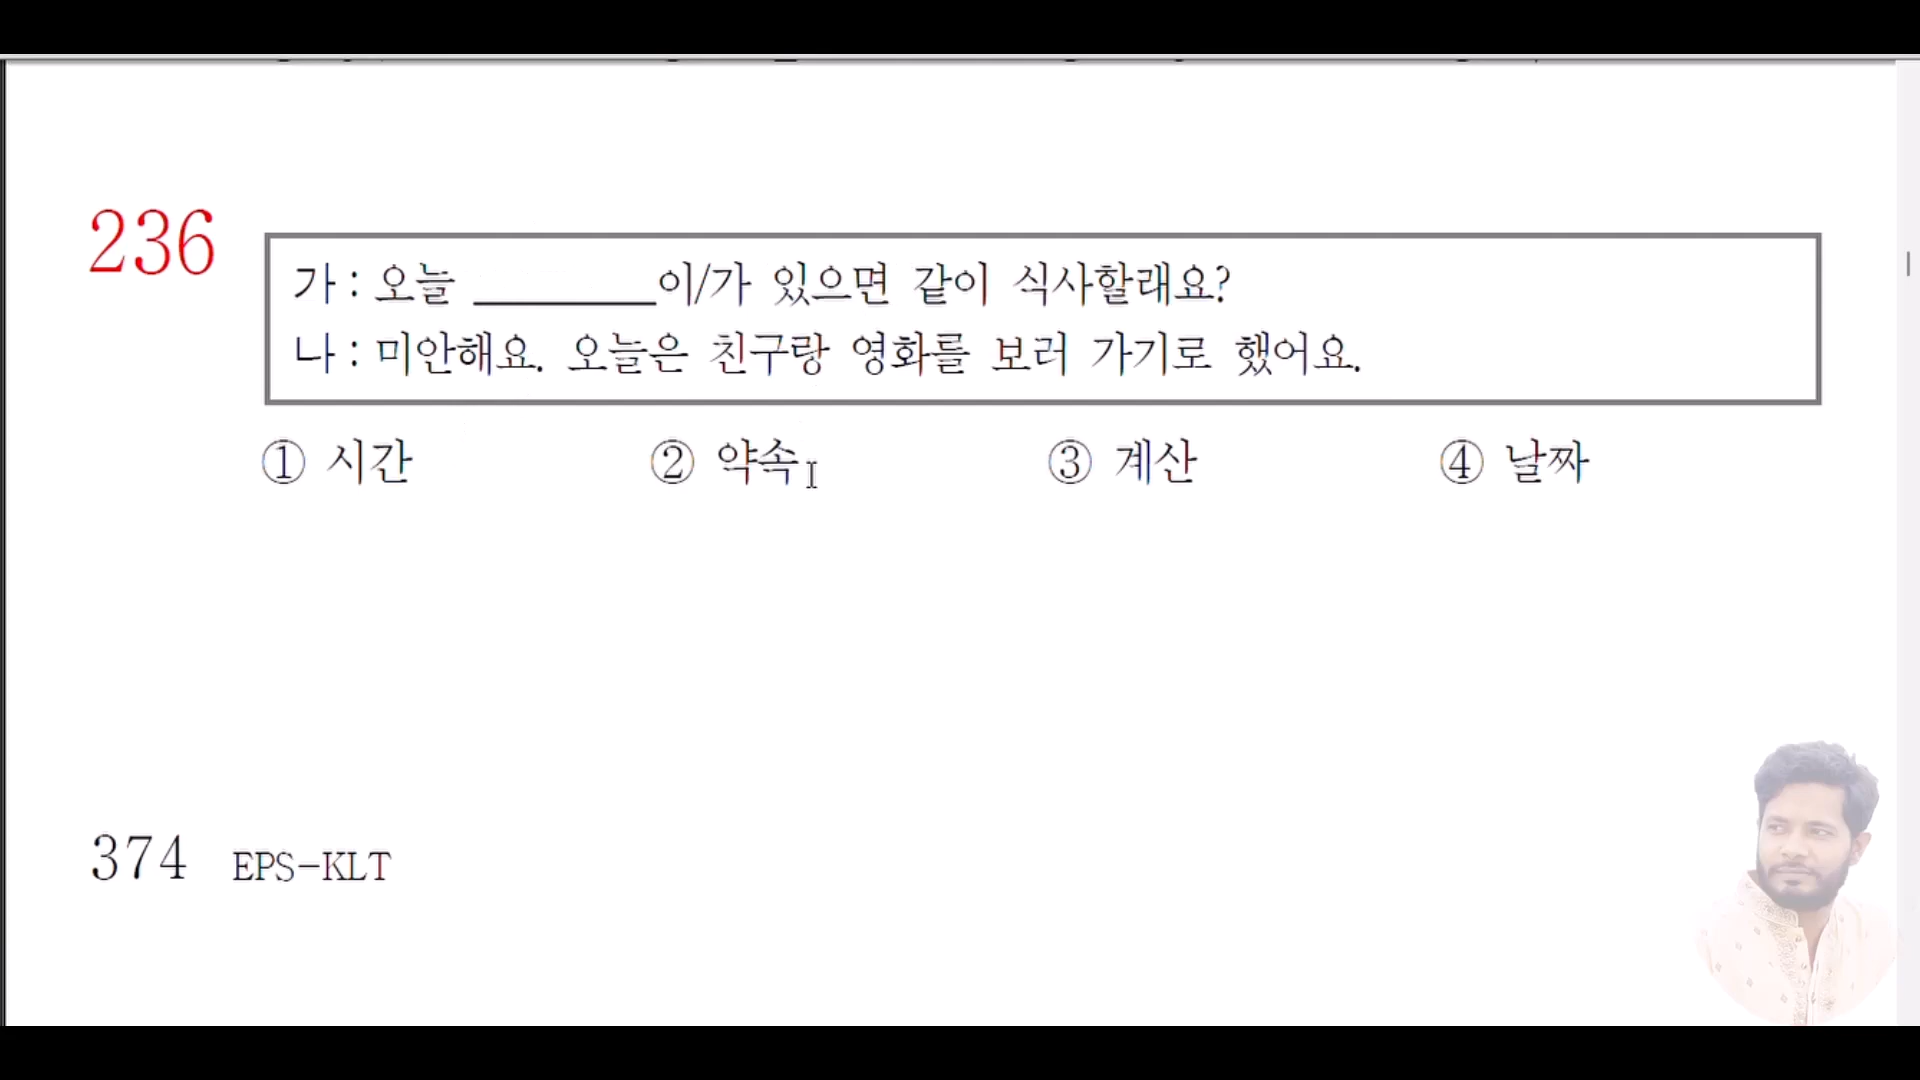 236
가 : 오늘 _________이/가 있으면 같이 식사할래요?
나 : 미안해요. 오늘은 친구랑 영화를 보러 가기로 했어요.
① 시간 ② 약속 ③ 계산 ④ 날짜
374 EPS-KLT